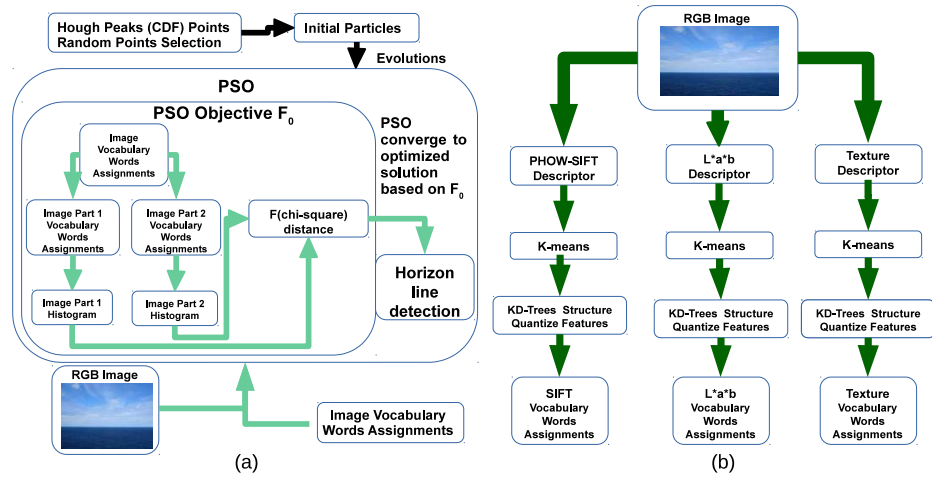 Hough Peaks (CDF) Points
Random Points Selection
Initial Particles
Evolutions
PSO
PSO Objective F0
PSO
converge to
optimized
solution
based on F0
Image
Vocabulary
Words
Assignments
Image Part 1
Vocabulary
Words
Assignments
Image Part 2
Vocabulary
Words
Assignments
F(chi-square)
distance
Image Part 1
Histogram
Image Part 2
Histogram
Horizon
line
detection
RGB Image
Image Vocabulary
Words Assignments
(a)
RGB Image
PHOW-SIFT
Descriptor
L*a*b
Descriptor
Texture
Descriptor
K-means
K-means
K-means
KD-Trees Structure
Quantize Features
KD-Trees Structure
Quantize Features
KD-Trees Structure
Quantize Features
SIFT
Vocabulary
Words
Assignments
L*a*b
Vocabulary
Words
Assignments
Texture
Vocabulary
Words
Assignments
(b)